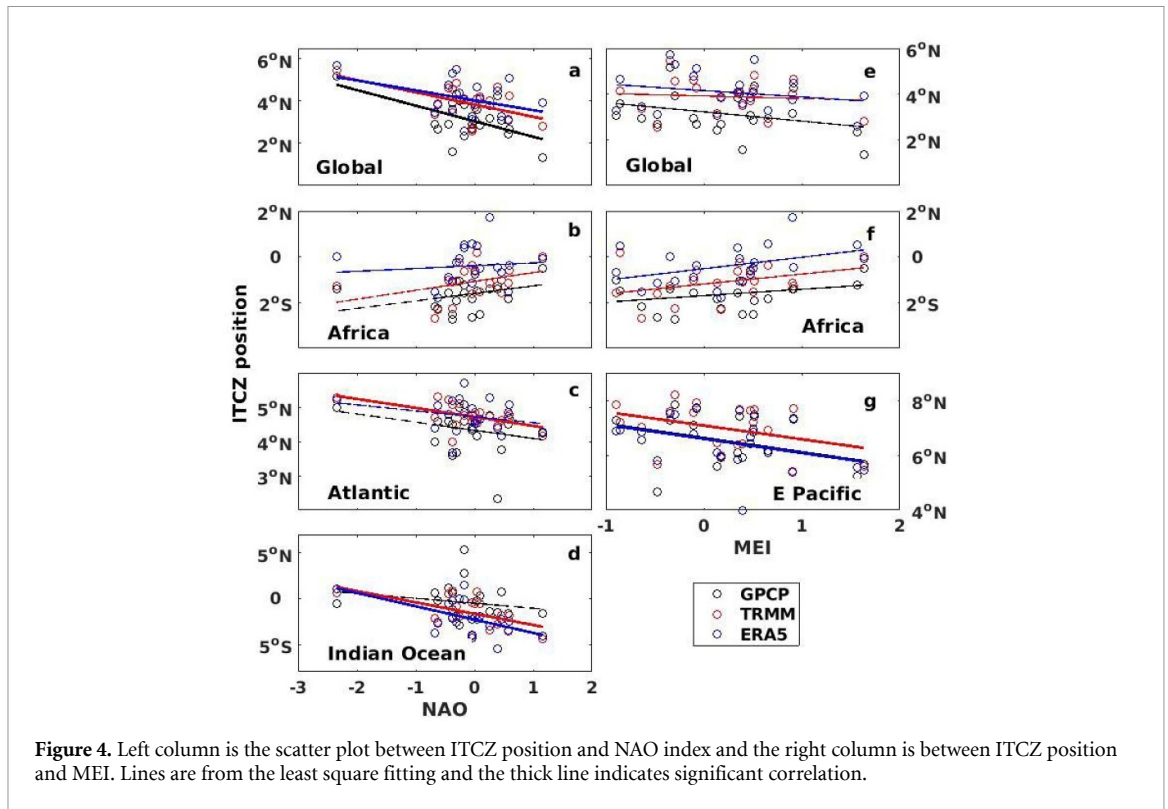 6°N
4°N
2°N
a
Global
e
Global
6°N
4°N
2°N
2°N
0
2°S
b
Africa
f
Africa
2°N
0
2°S
ITCZ position
5°N
4°N
3°N
c
Atlantic
g
E Pacific
8°N
6°N
4°N
-1 0 1 2
MEI
5°N
0
5°S
d
Indian Ocean
-3 -2 -1 0 1 2
NAO
GPCP
TRMM
ERA5
Figure 4. Left column is the scatter plot between ITCZ position and NAO index and the right column is between ITCZ position
and MEI. Lines are from the least square fitting and the thick line indicates significant correlation.